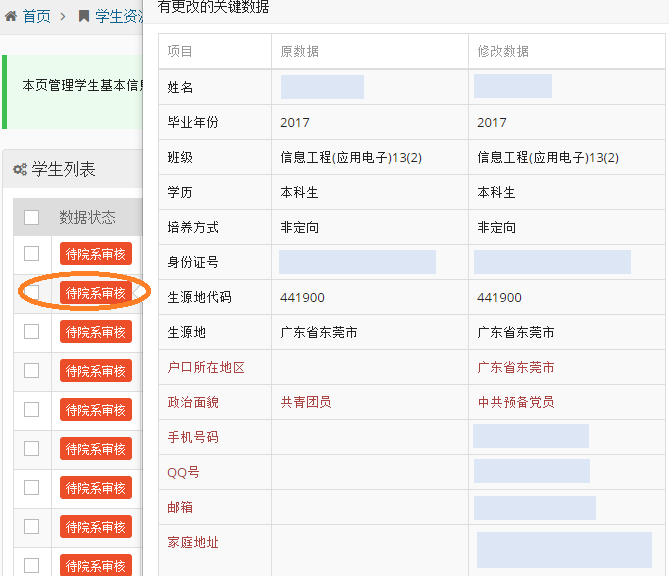 首页 > 学生资
有更改的关键数据
本页管理学生基本信息
学生列表
数据状态
待院系审核
待院系审核
待院系审核
待院系审核
待院系审核
待院系审核
待院系审核
待院系审核
待院系审核
项目 原数据 修改数据
姓名
毕业年份 2017 2017
班级 信息工程(应用电子)13(2) 信息工程(应用电子)13(2)
学历 本科生 本科生
培养方式 非定向 非定向
身份证号
生源地代码 441900 441900
生源地 广东省东莞市 广东省东莞市
户口所在地区 广东省东莞市
政治面貌 共青团员 中共预备党员
手机号码
QQ号
邮箱
家庭地址